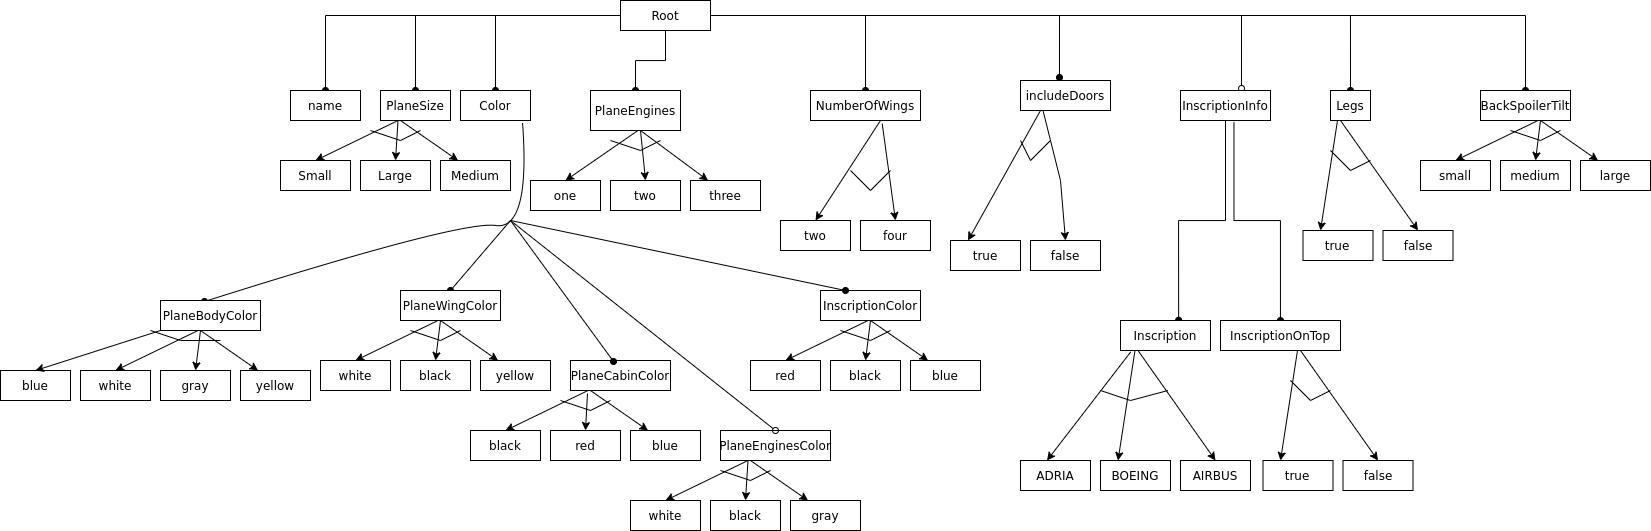 Root
name
PlaneSize
Color
PlaneEngines
NumberOfWings
includeDoors
InscriptionInfo
Legs
BackSpoilerTilt
Small
Large
Medium
one
two
three
two
four
true
false
true
false
small
medium
large
PlaneBodyColor
PlaneWingColor
InscriptionColor
Inscription
InscriptionOnTop
blue
white
gray
yellow
white
black
yellow
PlaneCabinColor
red
black
blue
black
red
blue
PlaneEnginesColor
ADRIA
BOEING
AIRBUS
true
false
white
black
gray